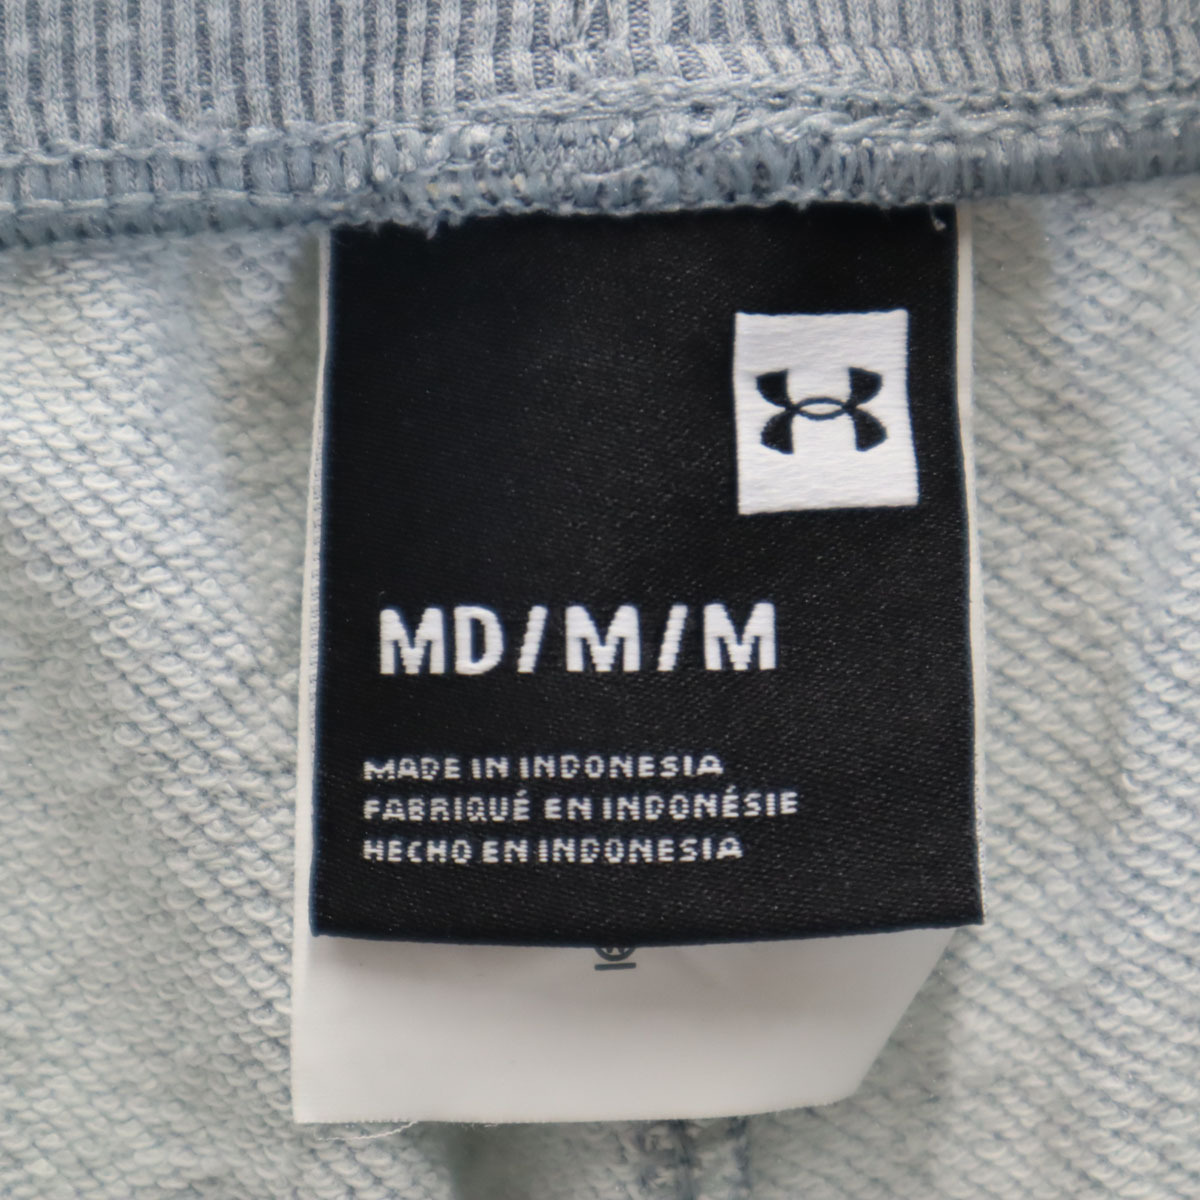 MD/M/M
MADE IN INDONESIA
FABRIQUÉ EN INDONÉSIE
HECHO EN INDONESIA